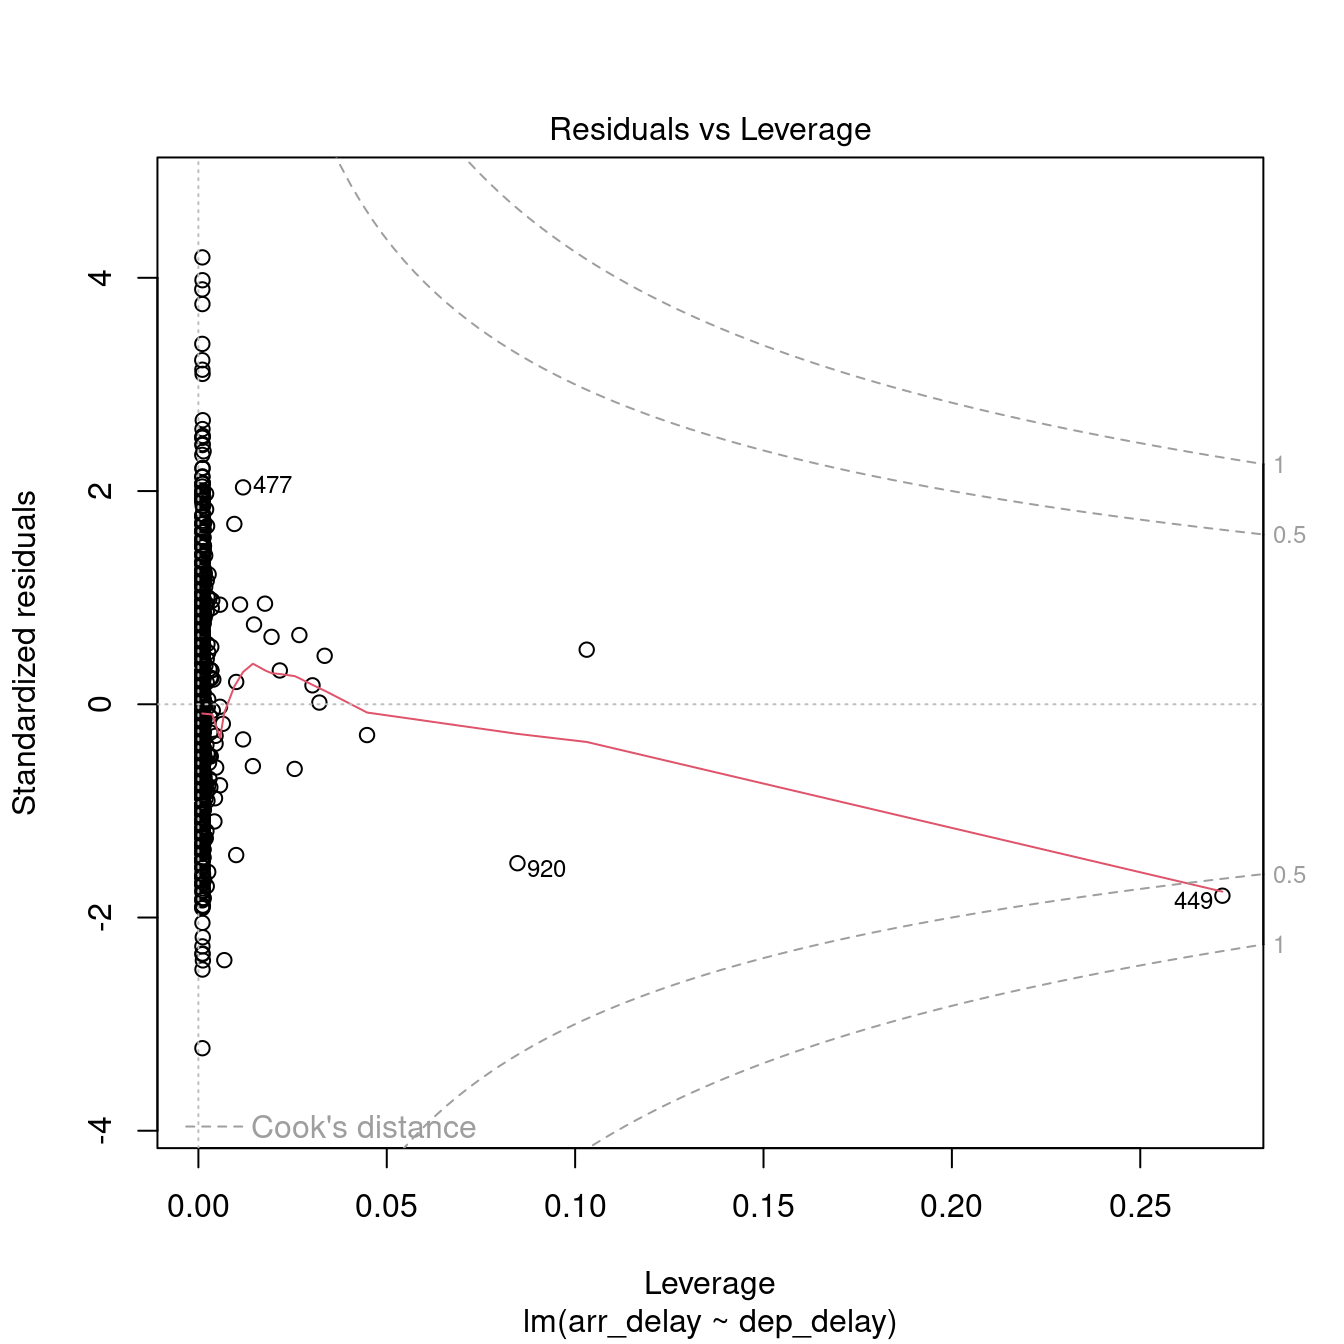 Residuals vs Leverage
Standardized residuals
4
2
0
-2
-4
477
920
449
1
0.5
0.5
1
Cook's distance
0.00 0.05 0.10 0.15 0.20 0.25
Leverage
lm(arr_delay ~ dep_delay)